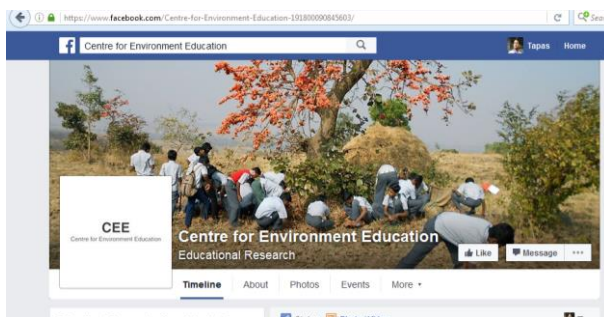 https://www.facebook.com/Centre-for-Environment-Education-191800090845603/
Centre for Environment Education
Tapas Home
CEE
Centre for Environment Education
Centre for Environment Education
Educational Research
Like Message
Timeline About Photos Events More